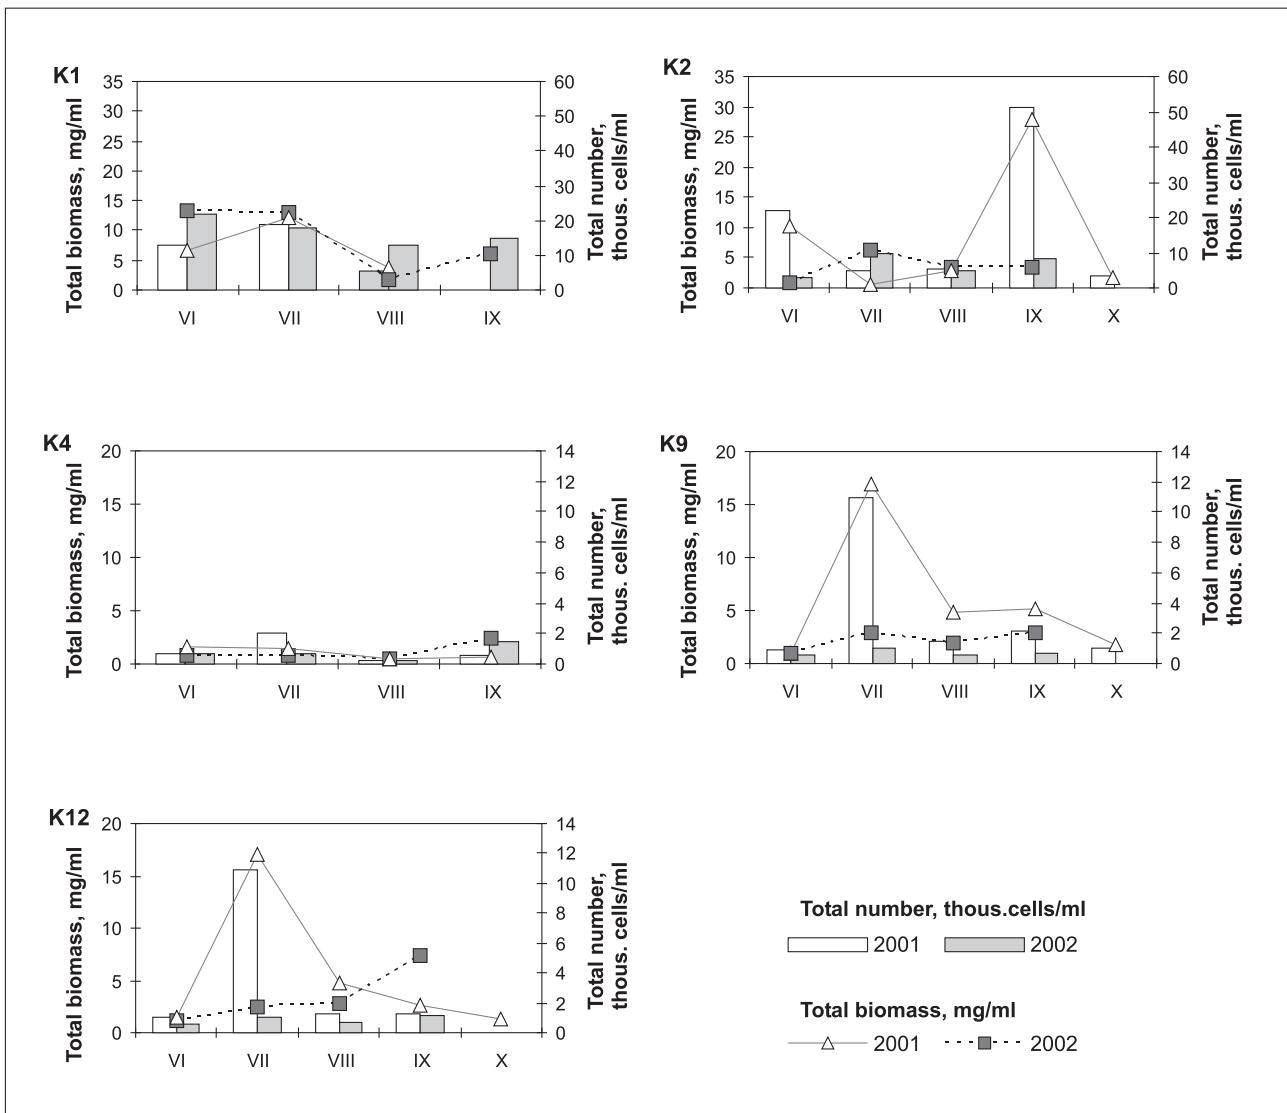 K1
Total biomass, mg/ml
35
30
25
20
15
10
5
0
60
50
40
30
20
10
0
Total number,
thous. cells/ml
VI VII VIII IX
K2
Total biomass, mg/ml
35
30
25
20
15
10
5
0
60
50
40
30
20
10
0
Total number,
thous. cells/ml
VI VII VIII IX X
K4
Total biomass, mg/ml
20
15
10
5
0
14
12
10
8
6
4
2
0
Total number,
thous. cells/ml
VI VII VIII IX
K9
Total biomass, mg/ml
20
15
10
5
0
14
12
10
8
6
4
2
0
Total number,
thous. cells/ml
VI VII VIII IX X
K12
Total biomass, mg/ml
20
15
10
5
0
14
12
10
8
6
4
2
0
Total number,
thous. cells/ml
VI VII VIII IX X
Total number, thous.cells/ml
2001 2002
Total biomass, mg/ml
2001 2002